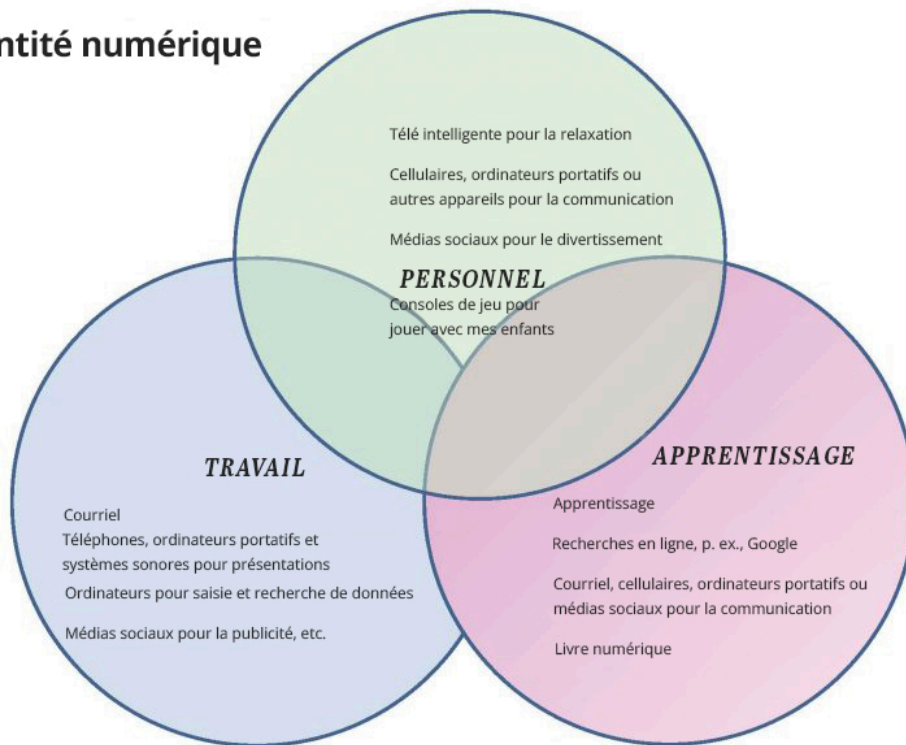 ntité numérique
Télé intelligente pour la relaxation
Cellulaires, ordinateurs portatifs ou
autres appareils pour la communication
Médias sociaux pour le divertissement
PERSONNEL
Consoles de jeu pour
jouer avec mes enfants
TRAVAIL
Courriel
Téléphones, ordinateurs portatifs et
systèmes sonores pour présentations
Ordinateurs pour saisie et recherche de données
Médias sociaux pour la publicité, etc.
APPRENTISSAGE
Apprentissage
Recherches en ligne, p. ex., Google
Courriel, cellulaires, ordinateurs portatifs ou
médias sociaux pour la communication
Livre numérique